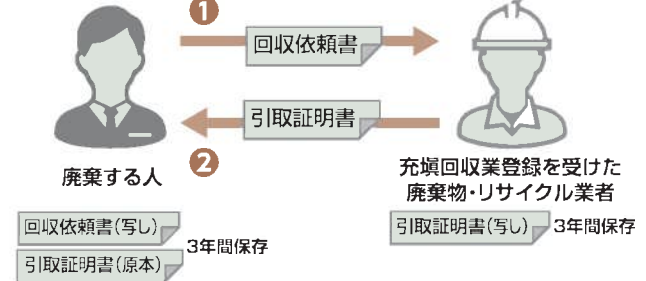 ❶
回収依頼書
引取証明書
❷
廃棄する人
充塡回収業登録を受けた
廃棄物・リサイクル業者
回収依頼書(写し)
引取証明書(原本)
3年間保存
引取証明書(写し)
3年間保存